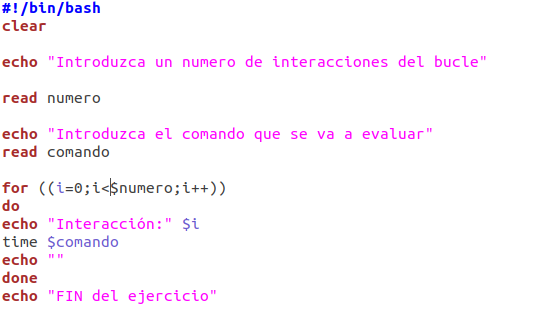 #!/bin/bash
clear
echo "Introduzca un numero de interacciones del bucle"
read numero
echo "Introduzca el comando que se va a evaluar"
read comando
for ((i=0;i<$numero;i++))
do
echo "Interacción:" $i
time $comando
echo ""
done
echo "FIN del ejercicio"